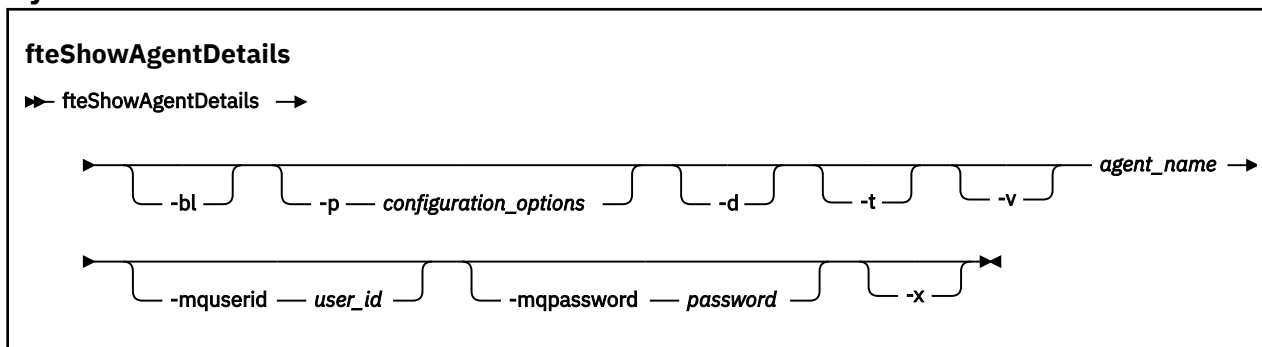 fteShowAgentDetails
fteShowAgentDetails
agent_name
-bl -p configuration_options -d -t -v
-mquserid user_id -mqpassword password -x